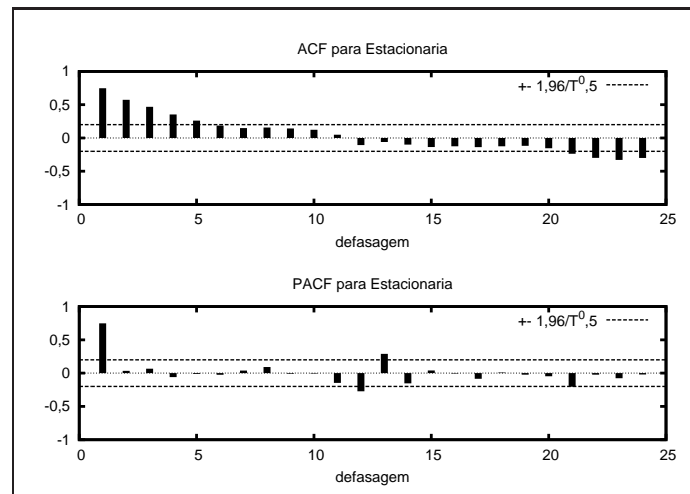 ACF para Estacionaria
+- 1,96/T^0,5
1
0,5
0
-0,5
-1
0 5 10 15 20 25
defasagem
PACF para Estacionaria
+- 1,96/T^0,5
1
0,5
0
-0,5
-1
0 5 10 15 20 25
defasagem